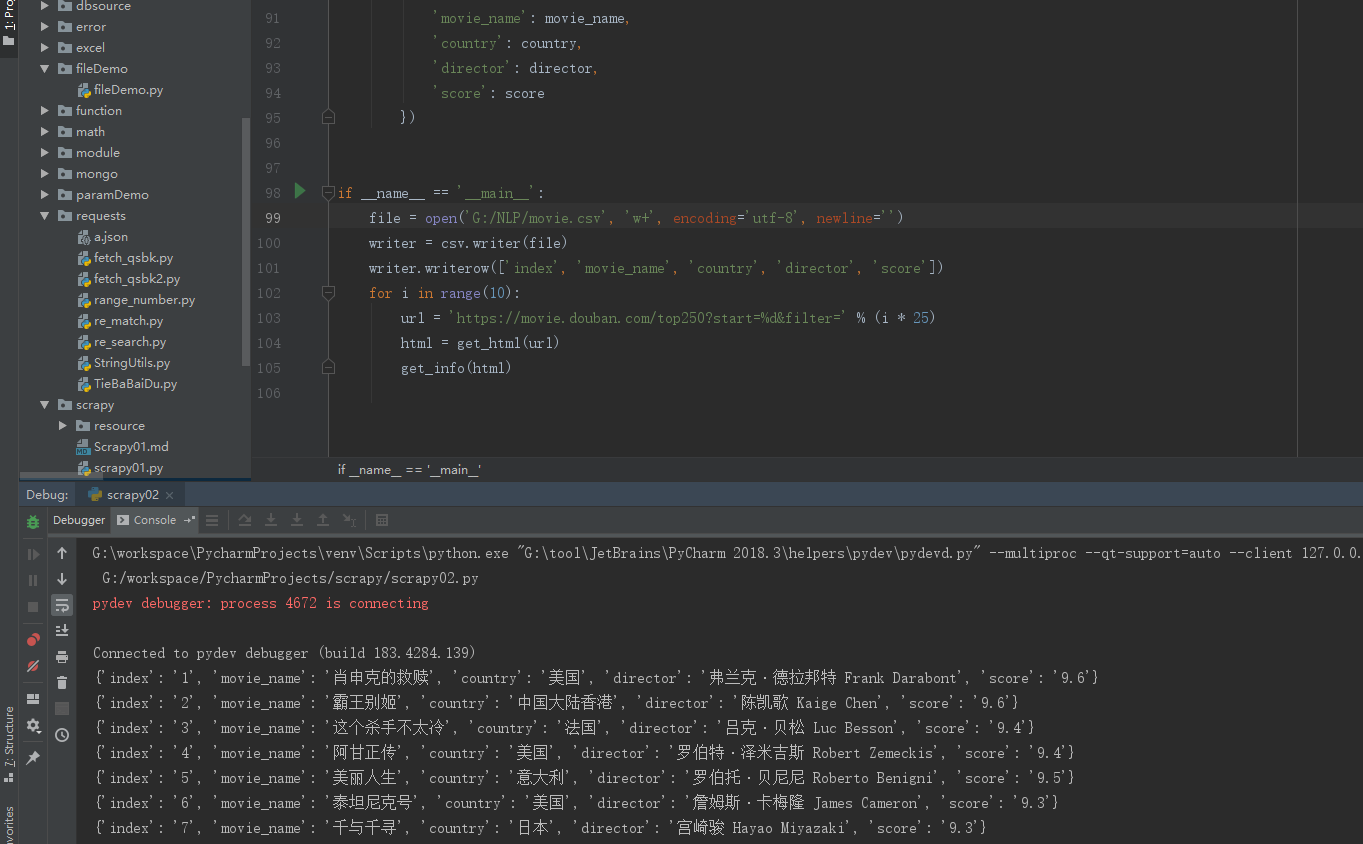 1: Proj
dbsource
error
excel
fileDemo
fileDemo.py
function
math
module
mongo
paramDemo
requests
a.json
fetch_qsbk.py
fetch_qsbk2.py
range_number.py
re_match.py
re_search.py
StringUtils.py
TieBaBaiDu.py
scrapy
resource
Scrapy01.md
scrapy01.py
91 'movie_name': movie_name,
92 'country': country,
93 'director': director,
94 'score': score
95 })
96
97
98 if __name__ == '__main__':
99 file = open('G:/NLP/movie.csv', 'w+', encoding='utf-8', newline='')
100 writer = csv.writer(file)
101 writer.writerow(['index', 'movie_name', 'country', 'director', 'score'])
102 for i in range(10):
103 url = 'https://movie.douban.com/top250?start=%d&filter=' % (i * 25)
104 html = get_html(url)
105 get_info(html)
106
if __name__ == '__main__'
Debug: scrapy02
Debugger Console
G:\workspace\PycharmProjects\venv\Scripts\python.exe "G:\tool\JetBrains\PyCharm 2018.3\helpers\pydev\pydevd.py" --multiproc --qt-support=auto --client 127.0.0.
G:/workspace/PycharmProjects/scrapy/scrapy02.py
pydev debugger: process 4672 is connecting
Connected to pydev debugger (build 183.4284.139)
{'index': '1', 'movie_name': '肖申克的救赎', 'country': '美国', 'director': '弗兰克·德拉邦特 Frank Darabont', 'score': '9.6'}
{'index': '2', 'movie_name': '霸王别姬', 'country': '中国大陆香港', 'director': '陈凯歌 Kaige Chen', 'score': '9.6'}
{'index': '3', 'movie_name': '这个杀手不太冷', 'country': '法国', 'director': '吕克·贝松 Luc Besson', 'score': '9.4'}
{'index': '4', 'movie_name': '阿甘正传', 'country': '美国', 'director': '罗伯特·泽米吉斯 Robert Zemeckis', 'score': '9.4'}
{'index': '5', 'movie_name': '美丽人生', 'country': '意大利', 'director': '罗伯托·贝尼尼 Roberto Benigni', 'score': '9.5'}
{'index': '6', 'movie_name': '泰坦尼克号', 'country': '美国', 'director': '詹姆斯·卡梅隆 James Cameron', 'score': '9.3'}
{'index': '7', 'movie_name': '千与千寻', 'country': '日本', 'director': '宫崎骏 Hayao Miyazaki', 'score': '9.3'}
7: Structure
avorites